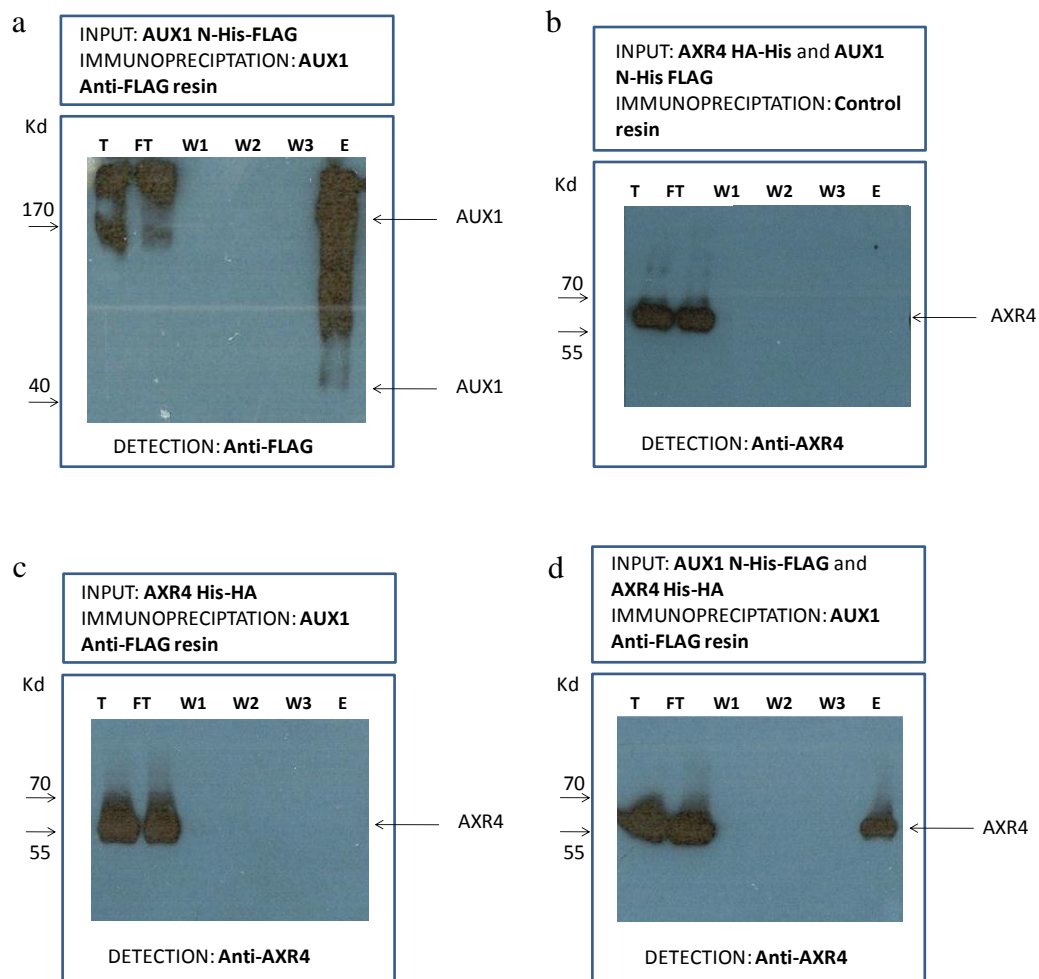 a
INPUT: AUX1 N-His-FLAG
IMMUNOPRECIPTATION: AUX1
Anti-FLAG resin
Kd
T FT W1 W2 W3 E
170
AUX1
40
AUX1
DETECTION: Anti-FLAG
b
INPUT: AXR4 HA-His and AUX1
N-His FLAG
IMMUNOPRECIPTATION: Control
resin
Kd
T FT W1 W2 W3 E
70
AXR4
55
DETECTION: Anti-AXR4
c
INPUT: AXR4 His-HA
IMMUNOPRECIPTATION: AUX1
Anti-FLAG resin
Kd
T FT W1 W2 W3 E
70
AXR4
55
DETECTION: Anti-AXR4
d
INPUT: AUX1 N-His-FLAG and
AXR4 His-HA
IMMUNOPRECIPTATION: AUX1
Anti-FLAG resin
Kd
T FT W1 W2 W3 E
70
AXR4
55
DETECTION: Anti-AXR4